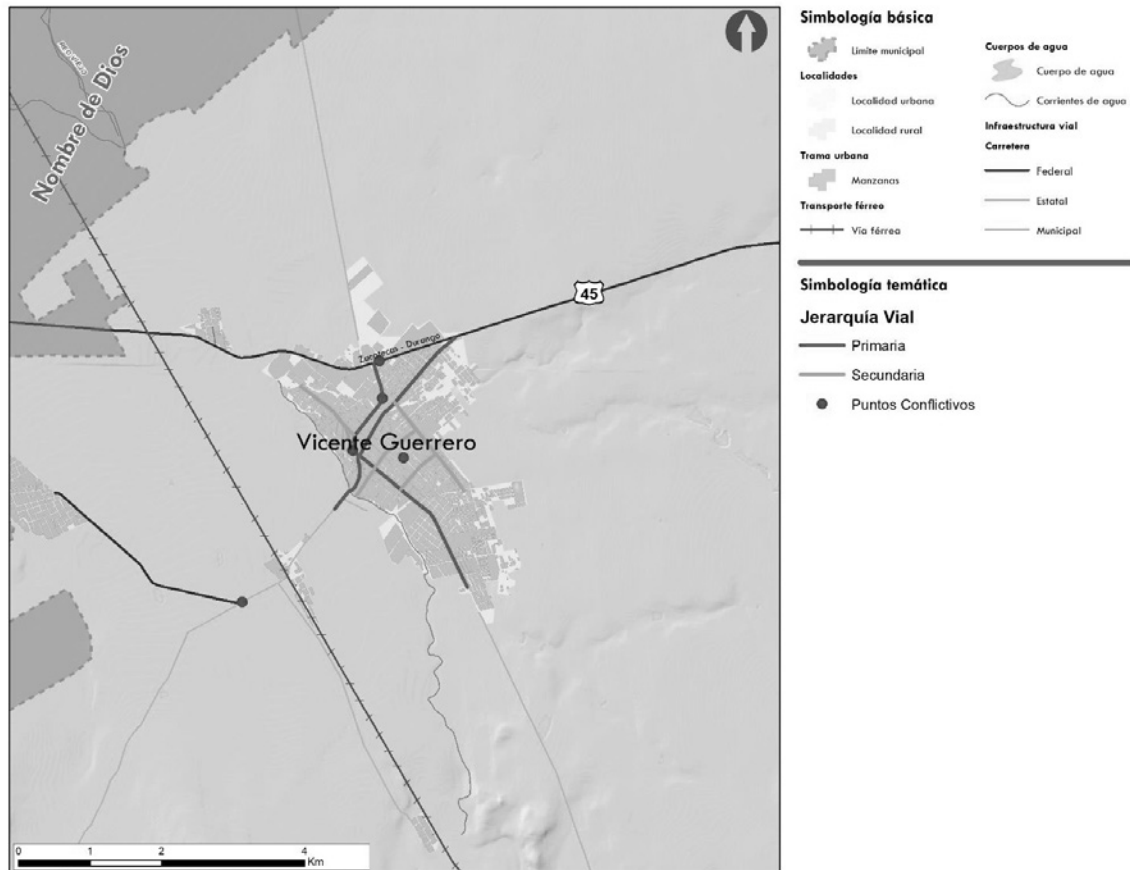 Nombre de Dios
45
Zacatecas - Durango
Vicente Guerrero
0 1 2 4
Km
Simbología básica
Límite municipal
Localidades
Localidad urbana
Localidad rural
Trama urbana
Manzanas
Transporte férreo
Vía férreo
Cuerpos de agua
Cuerpo de agua
Corrientes de agua
Infraestructura vial
Carretera
Federal
Estatal
Municipal
Simbología temática
Jerarquía Vial
Primaria
Secundaria
Puntos Conflictivos